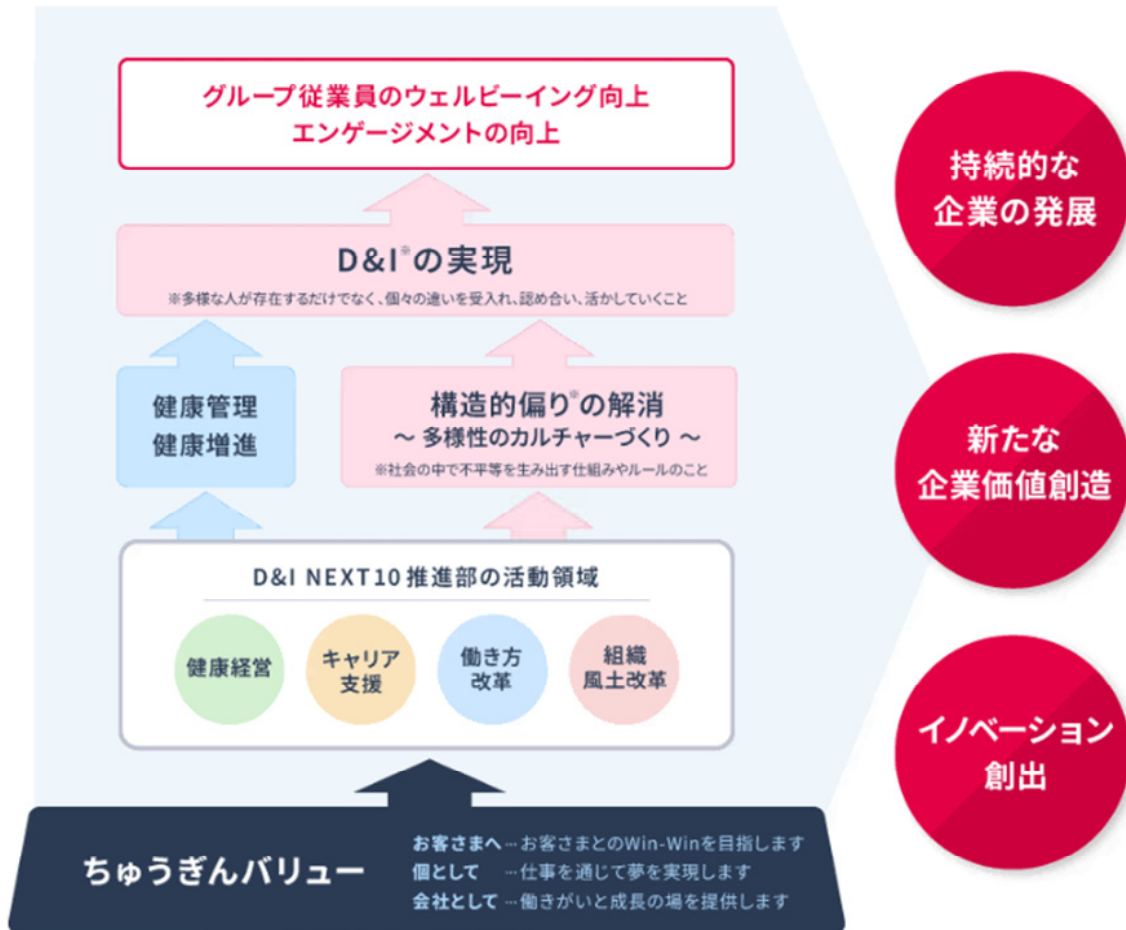 グループ従業員のウェルビーイング向上
エンゲージメントの向上
D&I※の実現
※多様な人が存在するだけでなく、個々の違いを受入れ、認め合い、活かしていくこと
健康管理
健康増進
構造的偏り※の解消
～ 多様性のカルチャーづくり ～
※社会の中で不平等を生み出す仕組みやルールのこと
D&I NEXT10 推進部の活動領域
健康経営
キャリア
支援
働き方
改革
組織
風土改革
ちゅうぎんバリュー
お客さまへ…お客さまとのWin-Winを目指します
個として …仕事を通じて夢を実現します
会社として …働きがいと成長の場を提供します
持続的な
企業の発展
新たな
企業価値創造
イノベーション
創出